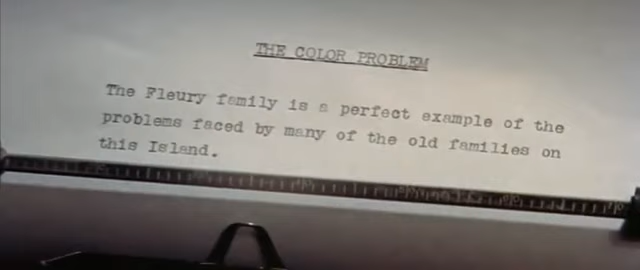 THE COLOR PROBLEM
The Fleury family is a perfect example of the
problems faced by many of the old families on
this Island.